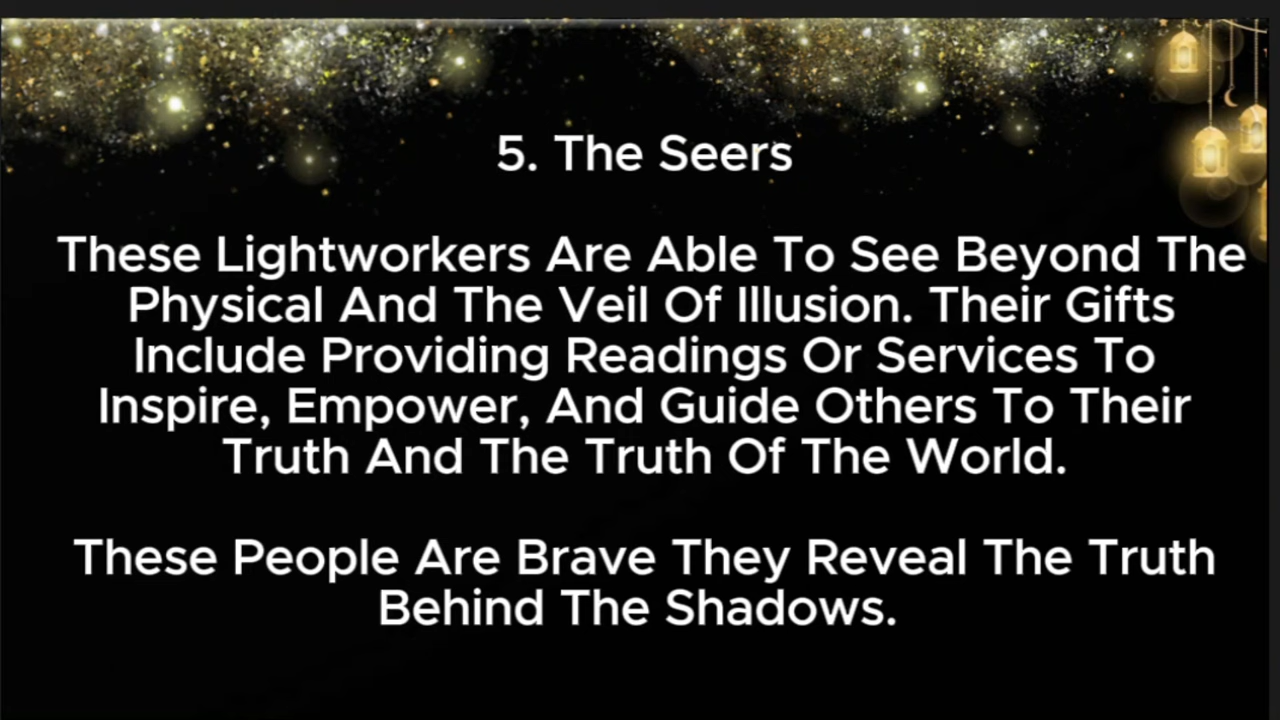 5. The Seers
These Lightworkers Are Able To See Beyond The
Physical And The Veil Of Illusion. Their Gifts
Include Providing Readings Or Services To
Inspire, Empower, And Guide Others To Their
Truth And The Truth Of The World.
These People Are Brave They Reveal The Truth
Behind The Shadows.